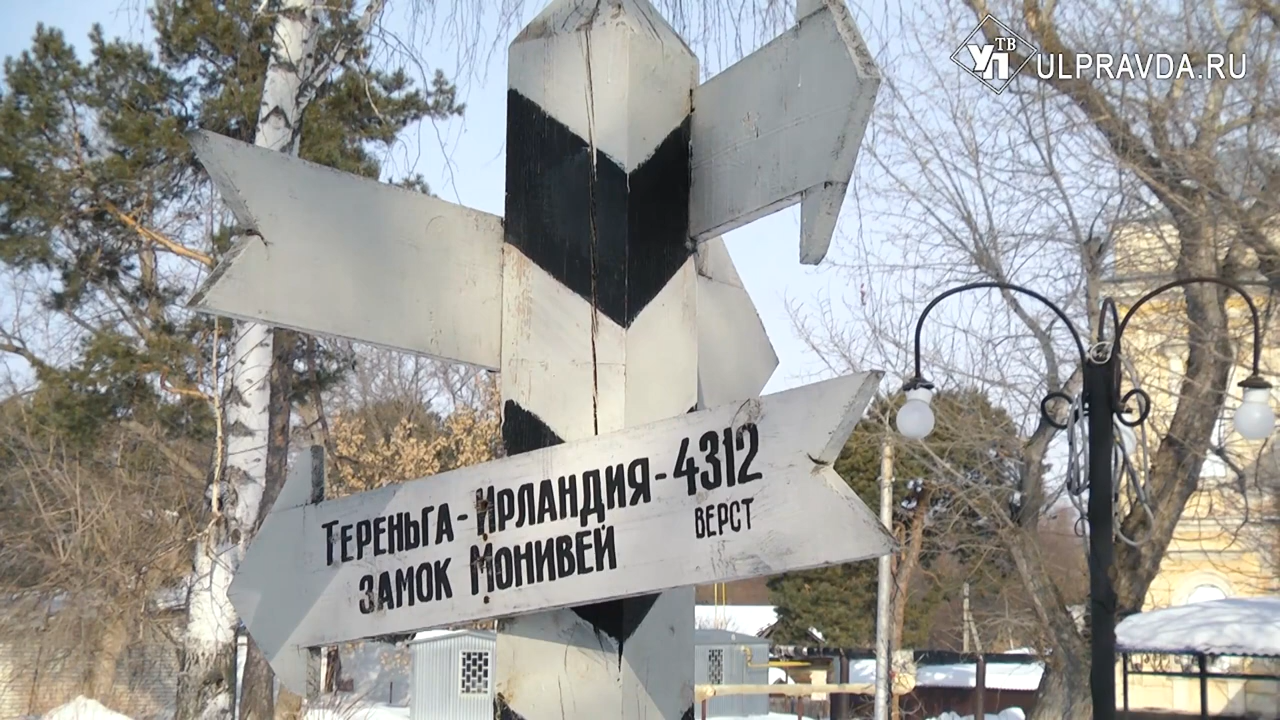 УП ТВ ULPRAVDA.RU
ТЕРЕНЬГА - ИРЛАНДИЯ - 4312
ЗАМОК МОНИВЕЙ ВЕРСТ